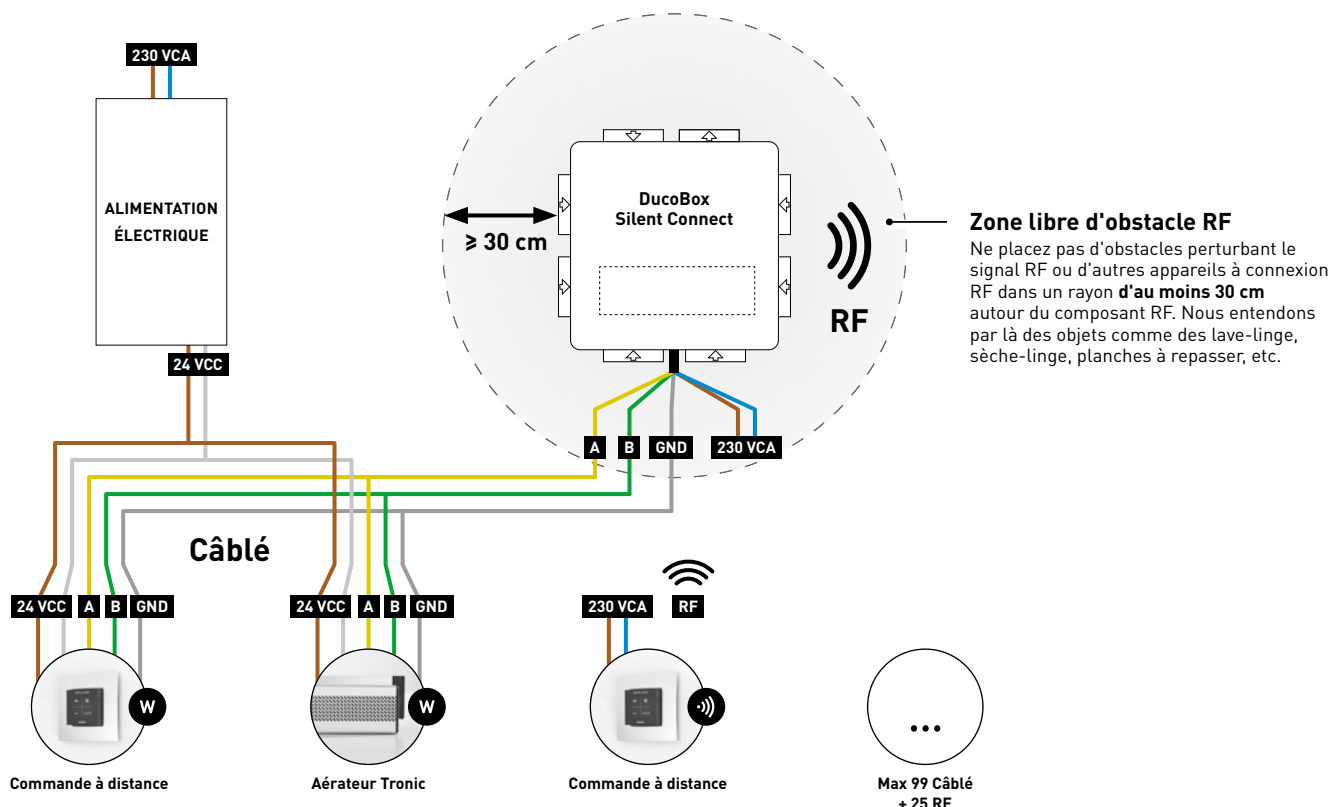 230 VCA
ALIMENTATION
ÉLECTRIQUE
24 VCC
DucoBox
Silent Connect
≥ 30 cm
RF
Zone libre d'obstacle RF
Ne placez pas d'obstacles perturbant le
signal RF ou d'autres appareils à connexion
RF dans un rayon d'au moins 30 cm
autour du composant RF. Nous entendons
par là des objets comme des lave-linge,
sèche-linge, planches à repasser, etc.
A B GND 230 VCA
Câblé
24 VCC A B GND
24 VCC A B GND
230 VCA RF
W
W
...
Commande à distance
Aérateur Tronic
Commande à distance
Max 99 Câblé
+ 25 RF